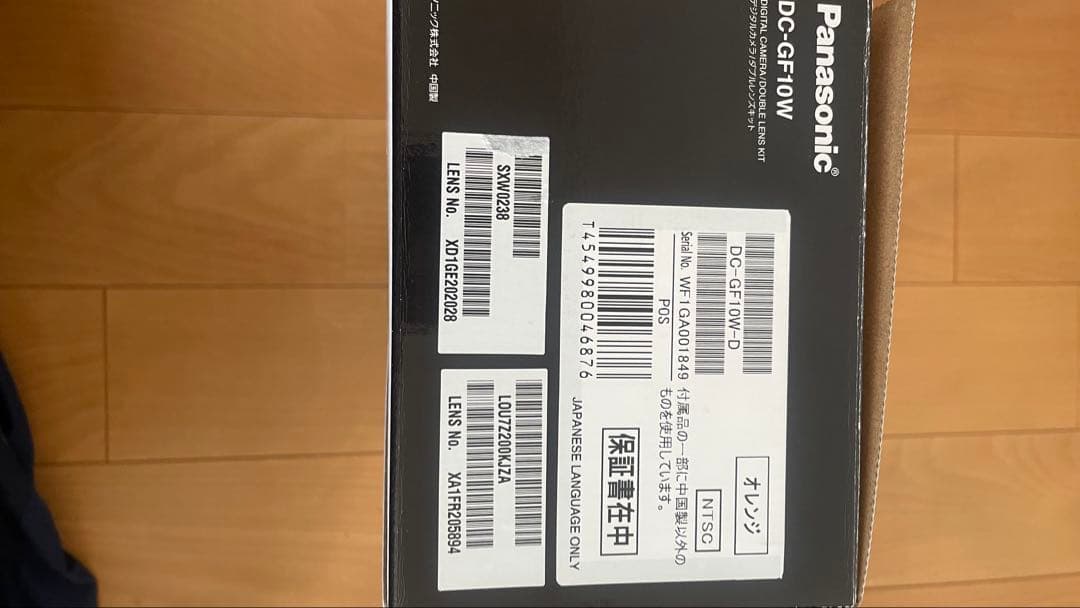 Panasonic®
DC-GF10W
DIGITAL CAMERA/DOUBLE LENS KIT
デジタルカメラ/ダブルレンズキット
DC-GF10W-D
オレンジ
NTSC
Serial No. WF1GA001849
付属品の一部に中国製以外の
ものを使用しています。
POS
保証書在中
T4549980046876
JAPANESE LANGUAGE ONLY
SXW0238
LENS No. XD1GE202028
L0U7Z200KJZA
LENS No. XA1FR205894
ニック株式会社 中国製